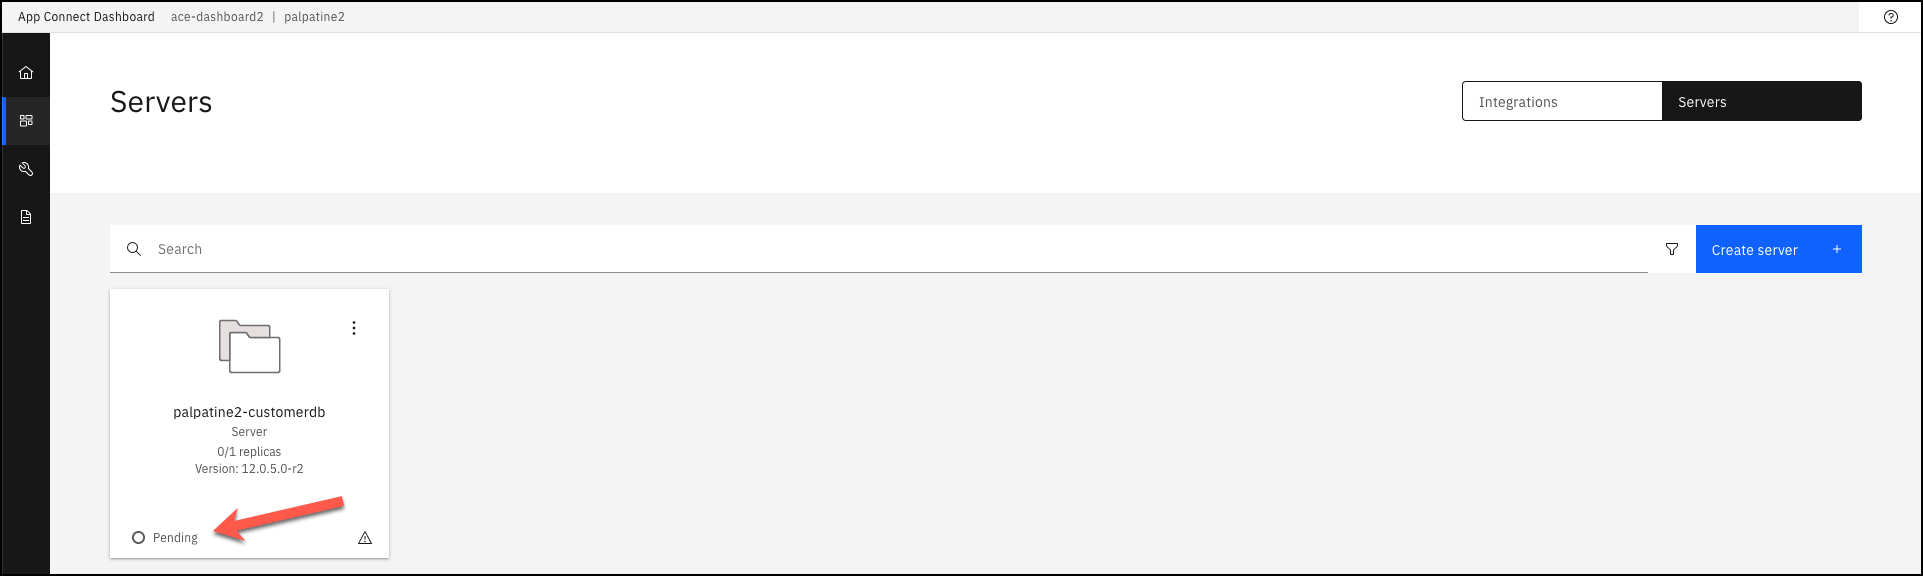 App Connect Dashboard ace-dashboard2 | palpatine2
Servers
Integrations
Servers
Search
Create server +
palpatine2-customerdb
Server
0/1 replicas
Version: 12.0.5.0-r2
Pending